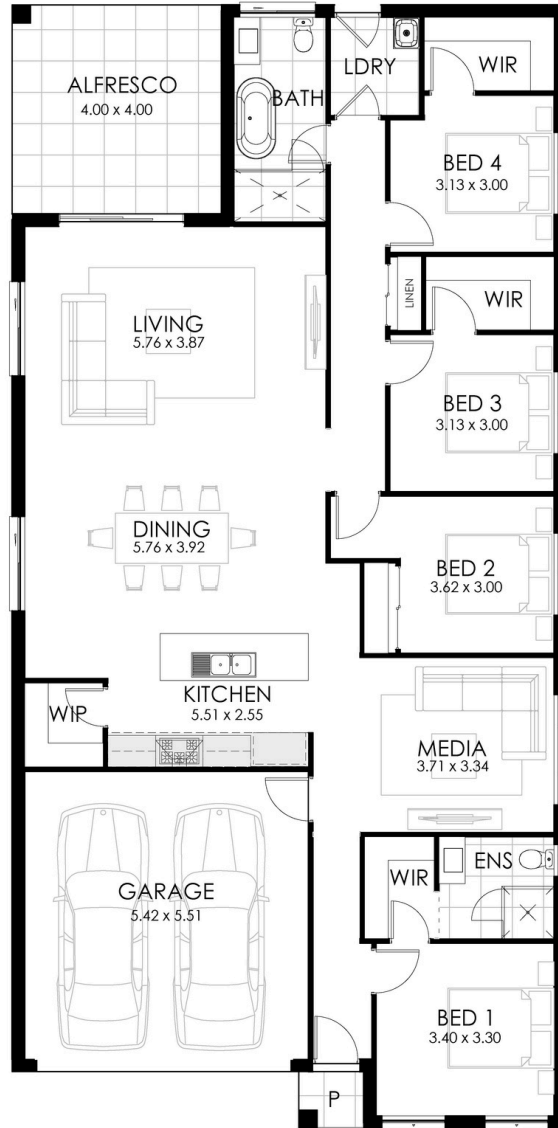 ALFRESCO
4.00 x 4.00
BATH
LDRY
WIR
BED 4
3.13 x 3.00
LINEN
WIR
LIVING
5.76 x 3.87
BED 3
3.13 x 3.00
DINING
5.76 x 3.92
BED 2
3.62 x 3.00
WIP
KITCHEN
5.51 x 2.55
MEDIA
3.71 x 3.34
GARAGE
5.42 x 5.51
WIR
ENS
BED 1
3.40 x 3.30
P